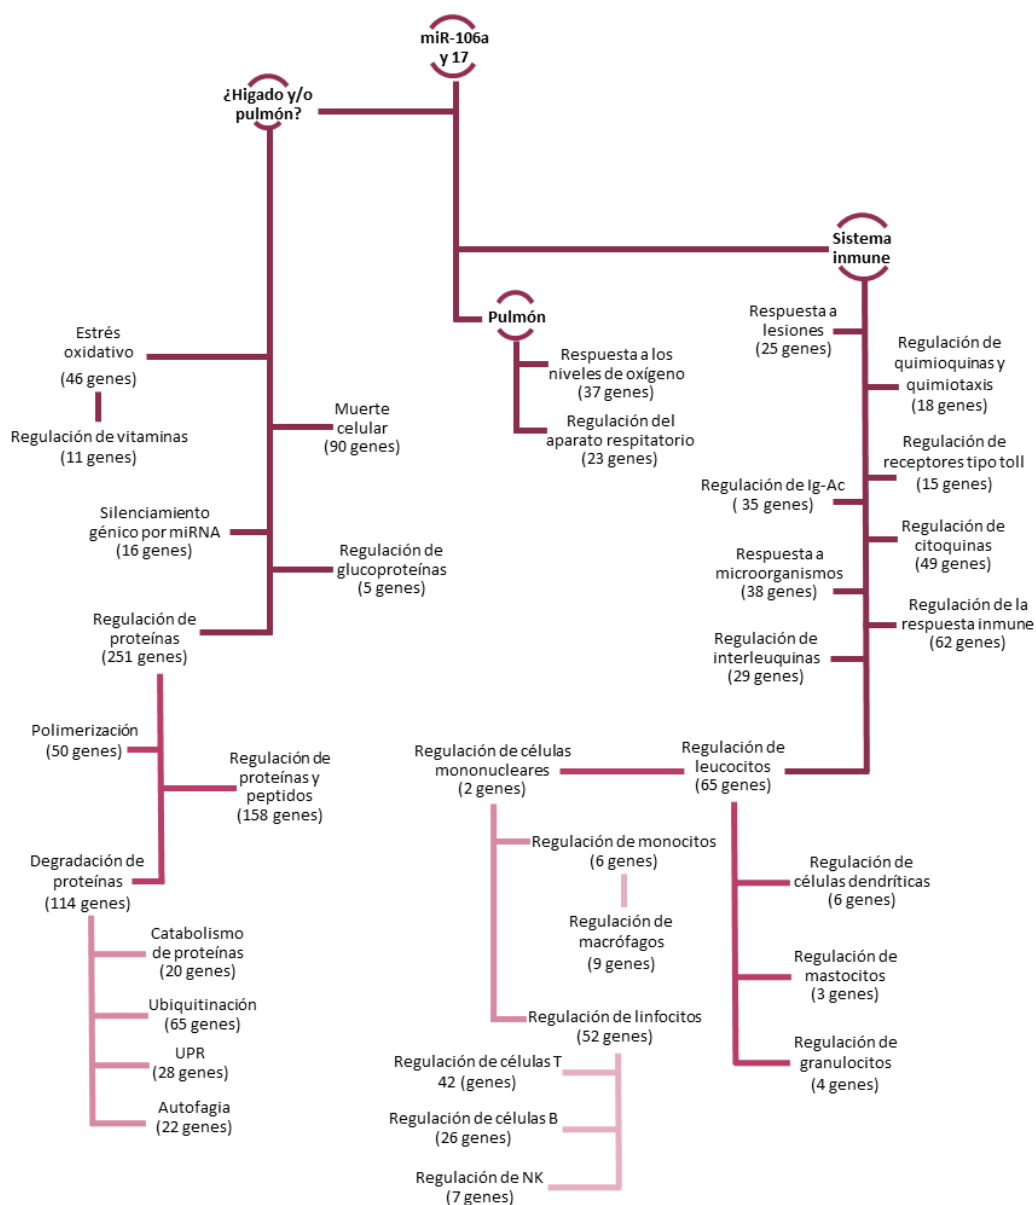 miR-106a
y 17
¿Higado y/o
pulmón?
Estrés
oxidativo
(46 genes)
Regulación de vitaminas
(11 genes)
Muerte
celular
(90 genes)
Silenciamiento
génico por miRNA
(16 genes)
Regulación de
glucoproteínas
(5 genes)
Regulación de
proteínas
(251 genes)
Polimerización
(50 genes)
Regulación de
proteínas y
peptidos
(158 genes)
Degradación de
proteínas
(114 genes)
Catabolismo
de proteínas
(20 genes)
Ubiquitinación
(65 genes)
UPR
(28 genes)
Autofagia
(22 genes)
Pulmón
Respuesta a los
niveles de oxígeno
(37 genes)
Regulación del
aparato respitatorio
(23 genes)
Sistema
inmune
Respuesta a
lesiones
(25 genes)
Regulación de
quimioquinas y
quimiotaxis
(18 genes)
Regulación de
receptores tipo toll
(15 genes)
Regulación de Ig-Ac
( 35 genes)
Regulación de
citoquinas
(49 genes)
Respuesta a
microorganismos
(38 genes)
Regulación de la
respuesta inmune
(62 genes)
Regulación de
interleuquinas
(29 genes)
Regulación de
leucocitos
(65 genes)
Regulación de células
mononucleares
(2 genes)
Regulación de monocitos
(6 genes)
Regulación de
macrófagos
(9 genes)
Regulación de linfocitos
(52 genes)
Regulación de células T
42 (genes)
Regulación de células B
(26 genes)
Regulación de NK
(7 genes)
Regulación de
células dendríticas
(6 genes)
Regulación de
mastocitos
(3 genes)
Regulación de
granulocitos
(4 genes)